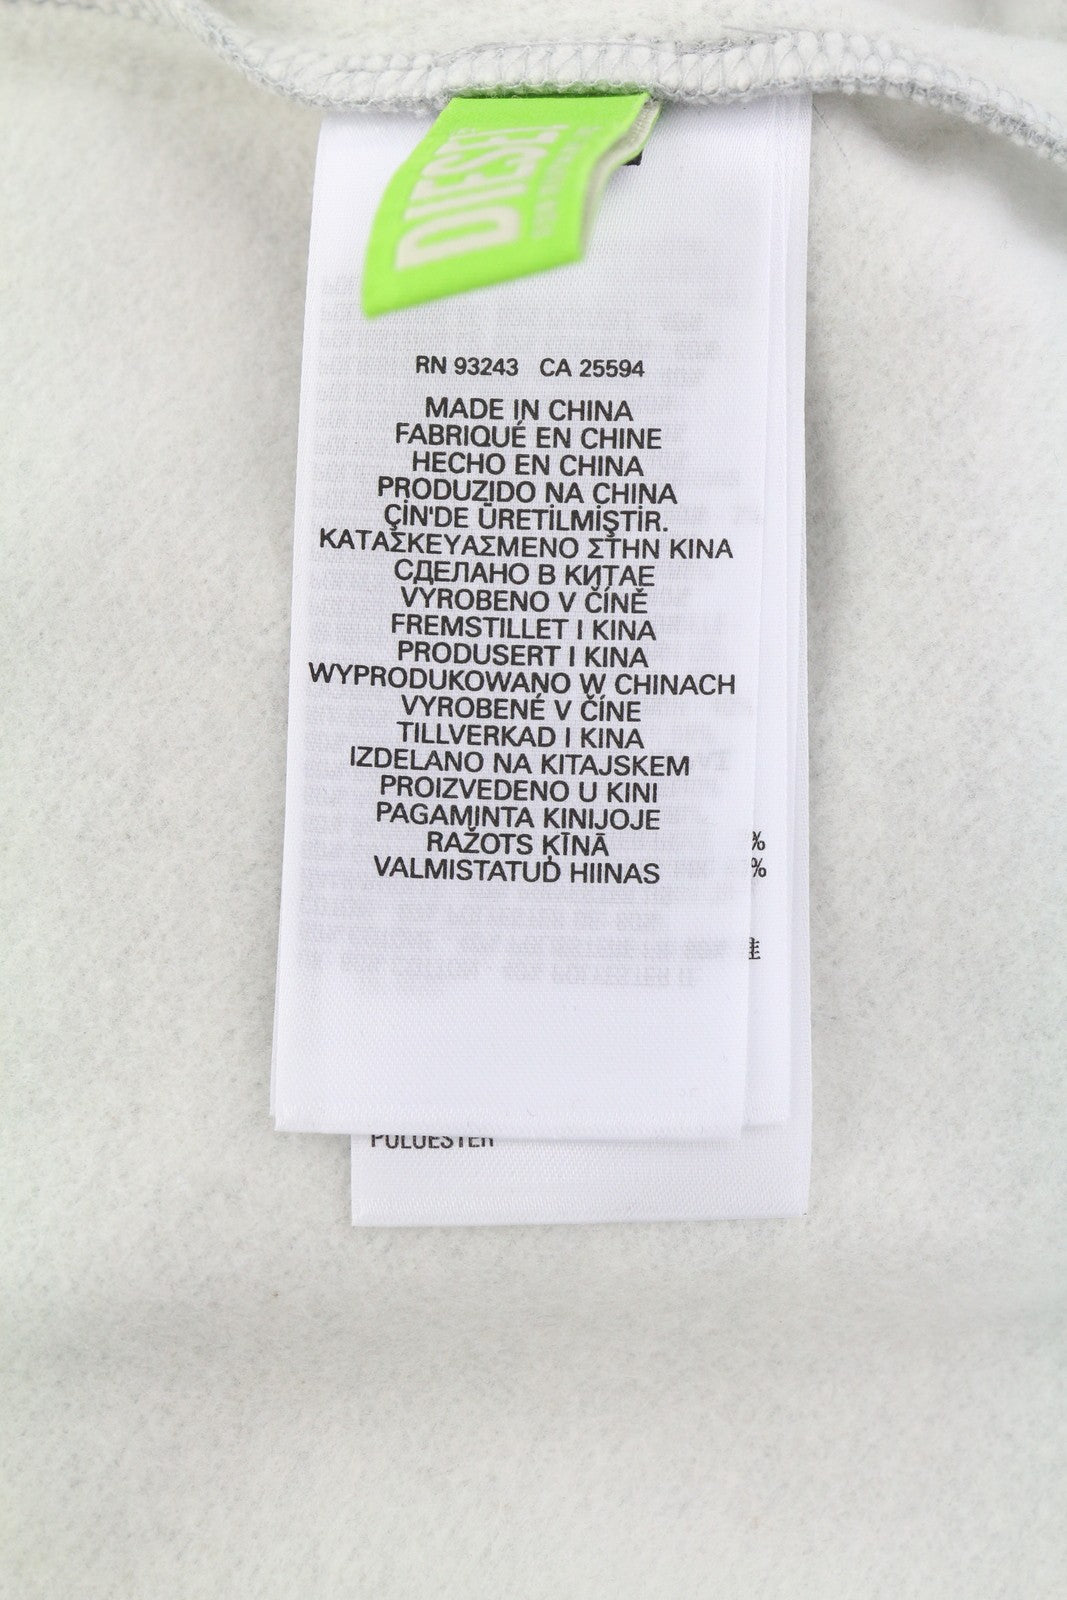 DIESEL
RN 93243 CA 25594
MADE IN CHINA
FABRIQUÉ EN CHINE
HECHO EN CHINA
PRODUZIDO NA CHINA
ÇİN'DE ÜRETİLMİŞTİR.
ΚΑΤΑΣΚΕΥΑΣΜΕΝΟ ΣΤΗΝ ΚΙΝΑ
СДЕЛАНО В КИТАЕ
VYROBENO V ČÍNĚ
FREMSTILLET I KINA
PRODUSERT I KINA
WYPRODUKOWANO W CHINACH
VYROBENÉ V ČÍNE
TILLVERKAD I KINA
IZDELANO NA KITAJSKEM
PROIZVEDENO U KINI
PAGAMINTA KINIJOJE
RAŽOTS ĶĪNĀ
VALMISTATUD HIINAS
%
%